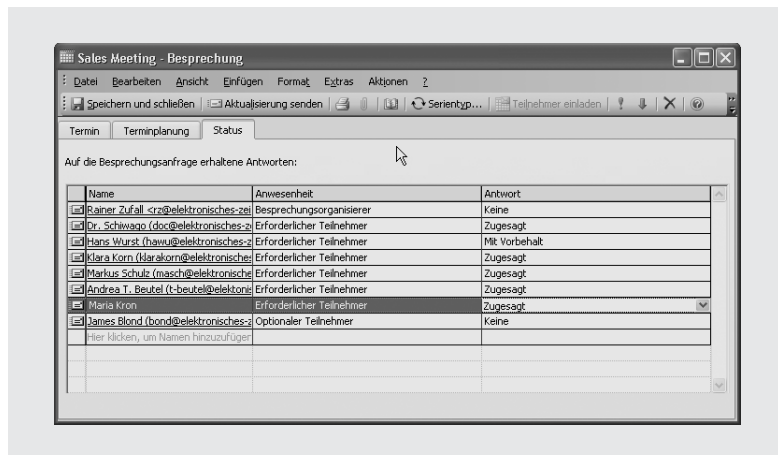 Sales Meeting - Besprechung
Datei Bearbeiten Ansicht Einfügen Format Extras Aktionen ?
Speichern und schließen Aktualisierung senden Serientyp... Teilnehmer einladen
Termin Terminplanung Status
Auf die Besprechungsanfrage erhaltene Antworten:
Name Anwesenheit Antwort
Rainer Zufall <rz@elektronisches-zei Besprechungsorganisierer Keine
Dr. Schiwago (doc@elektronisches-z Erforderlicher Teilnehmer Zugesagt
Hans Wurst (hawu@elektronisches-z Erforderlicher Teilnehmer Mit Vorbehalt
Klara Korn (klarakorn@elektronische: Erforderlicher Teilnehmer Zugesagt
Markus Schulz (masch@elektronische Erforderlicher Teilnehmer Zugesagt
Andrea T. Beutel (t-beutel@elektonis Erforderlicher Teilnehmer Zugesagt
Maria Kron Erforderlicher Teilnehmer Zugesagt
James Blond (bond@elektronisches-z Optionaler Teilnehmer Keine
Hier klicken, um Namen hinzuzufügen